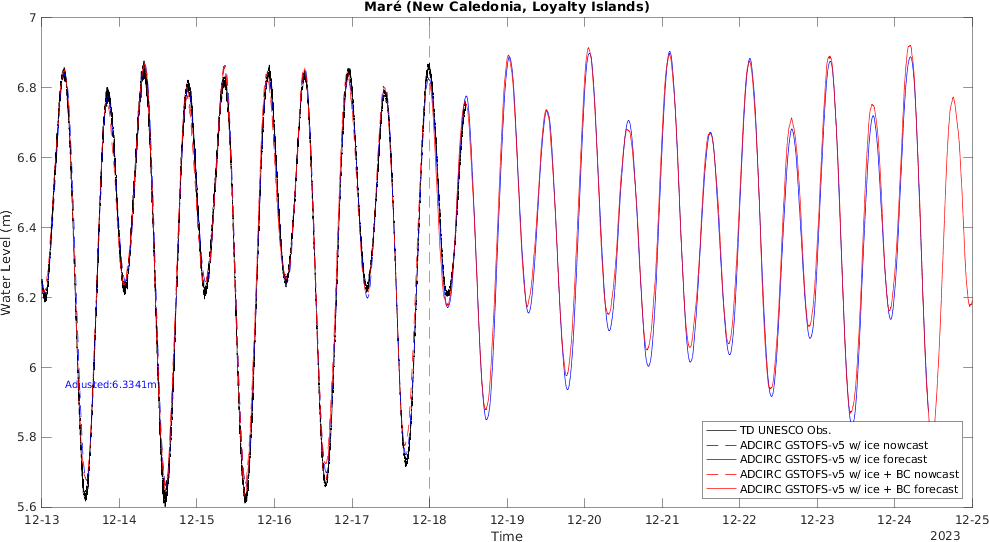 Maré (New Caledonia, Loyalty Islands)
Water Level (m)
7
6.8
6.6
6.4
6.2
6
5.8
5.6
Adjusted:6.3341m
TD UNESCO Obs.
ADCIRC GSTOFS-v5 w/ ice nowcast
ADCIRC GSTOFS-v5 w/ ice forecast
ADCIRC GSTOFS-v5 w/ ice + BC nowcast
ADCIRC GSTOFS-v5 w/ ice + BC forecast
12-13 12-14 12-15 12-16 12-17 12-18 12-19 12-20 12-21 12-22 12-23 12-24 12-25
Time
2023